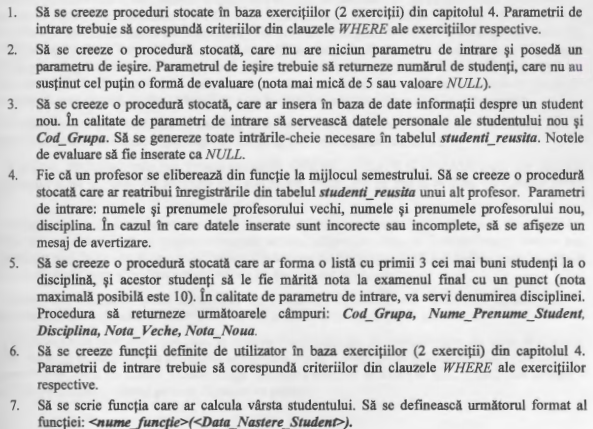 1. Să se creeze proceduri stocate în baza exercițiilor (2 exerciții) din capitolul 4. Parametrii de
intrare trebuie să corespundă criteriilor din clauzele WHERE ale exercițiilor respective.
2. Să se creeze o procedură stocată, care nu are niciun parametru de intrare și posedă un
parametru de ieșire. Parametrul de ieșire trebuie să returneze numărul de studenți, care nu au
susținut cel puțin o formă de evaluare (nota mai mică de 5 sau valoare NULL).
3. Să se creeze o procedură stocată, care ar insera în baza de date informații despre un student
nou. În calitate de parametri de intrare să servească datele personale ale studentului nou și
Cod_Grupa. Să se genereze toate intrările-cheie necesare în tabelul studenti_reusita. Notele
de evaluare să fie inserate ca NULL.
4. Fie că un profesor se eliberează din funcție la mijlocul semestrului. Să se creeze o procedură
stocată care ar reatribui înregistrările din tabelul studenti_reusita unui alt profesor. Parametri
de intrare: numele și prenumele profesorului vechi, numele și prenumele profesorului nou,
disciplina. În cazul în care datele inserate sunt incorecte sau incomplete, să se afișeze un
mesaj de avertizare.
5. Să se creeze o procedură stocată care ar forma o listă cu primii 3 cei mai buni studenți la o
disciplină, și acestor studenți să le fie mărită nota la examenul final cu un punct (nota
maximală posibilă este 10). În calitate de parametru de intrare, va servi denumirea disciplinei.
Procedura să returneze următoarele câmpuri: Cod_Grupa, Nume_Prenume_Student,
Disciplina, Nota_Veche, Nota_Noua.
6. Să se creeze funcții definite de utilizator în baza exercițiilor (2 exerciții) din capitolul 4.
Parametrii de intrare trebuie să corespundă criteriilor din clauzele WHERE ale exercițiilor
respective.
7. Să se scrie funcția care ar calcula vârsta studentului. Să se definească următorul format al
funcției: <nume_funcție>(<Data_Nastere_Student>).